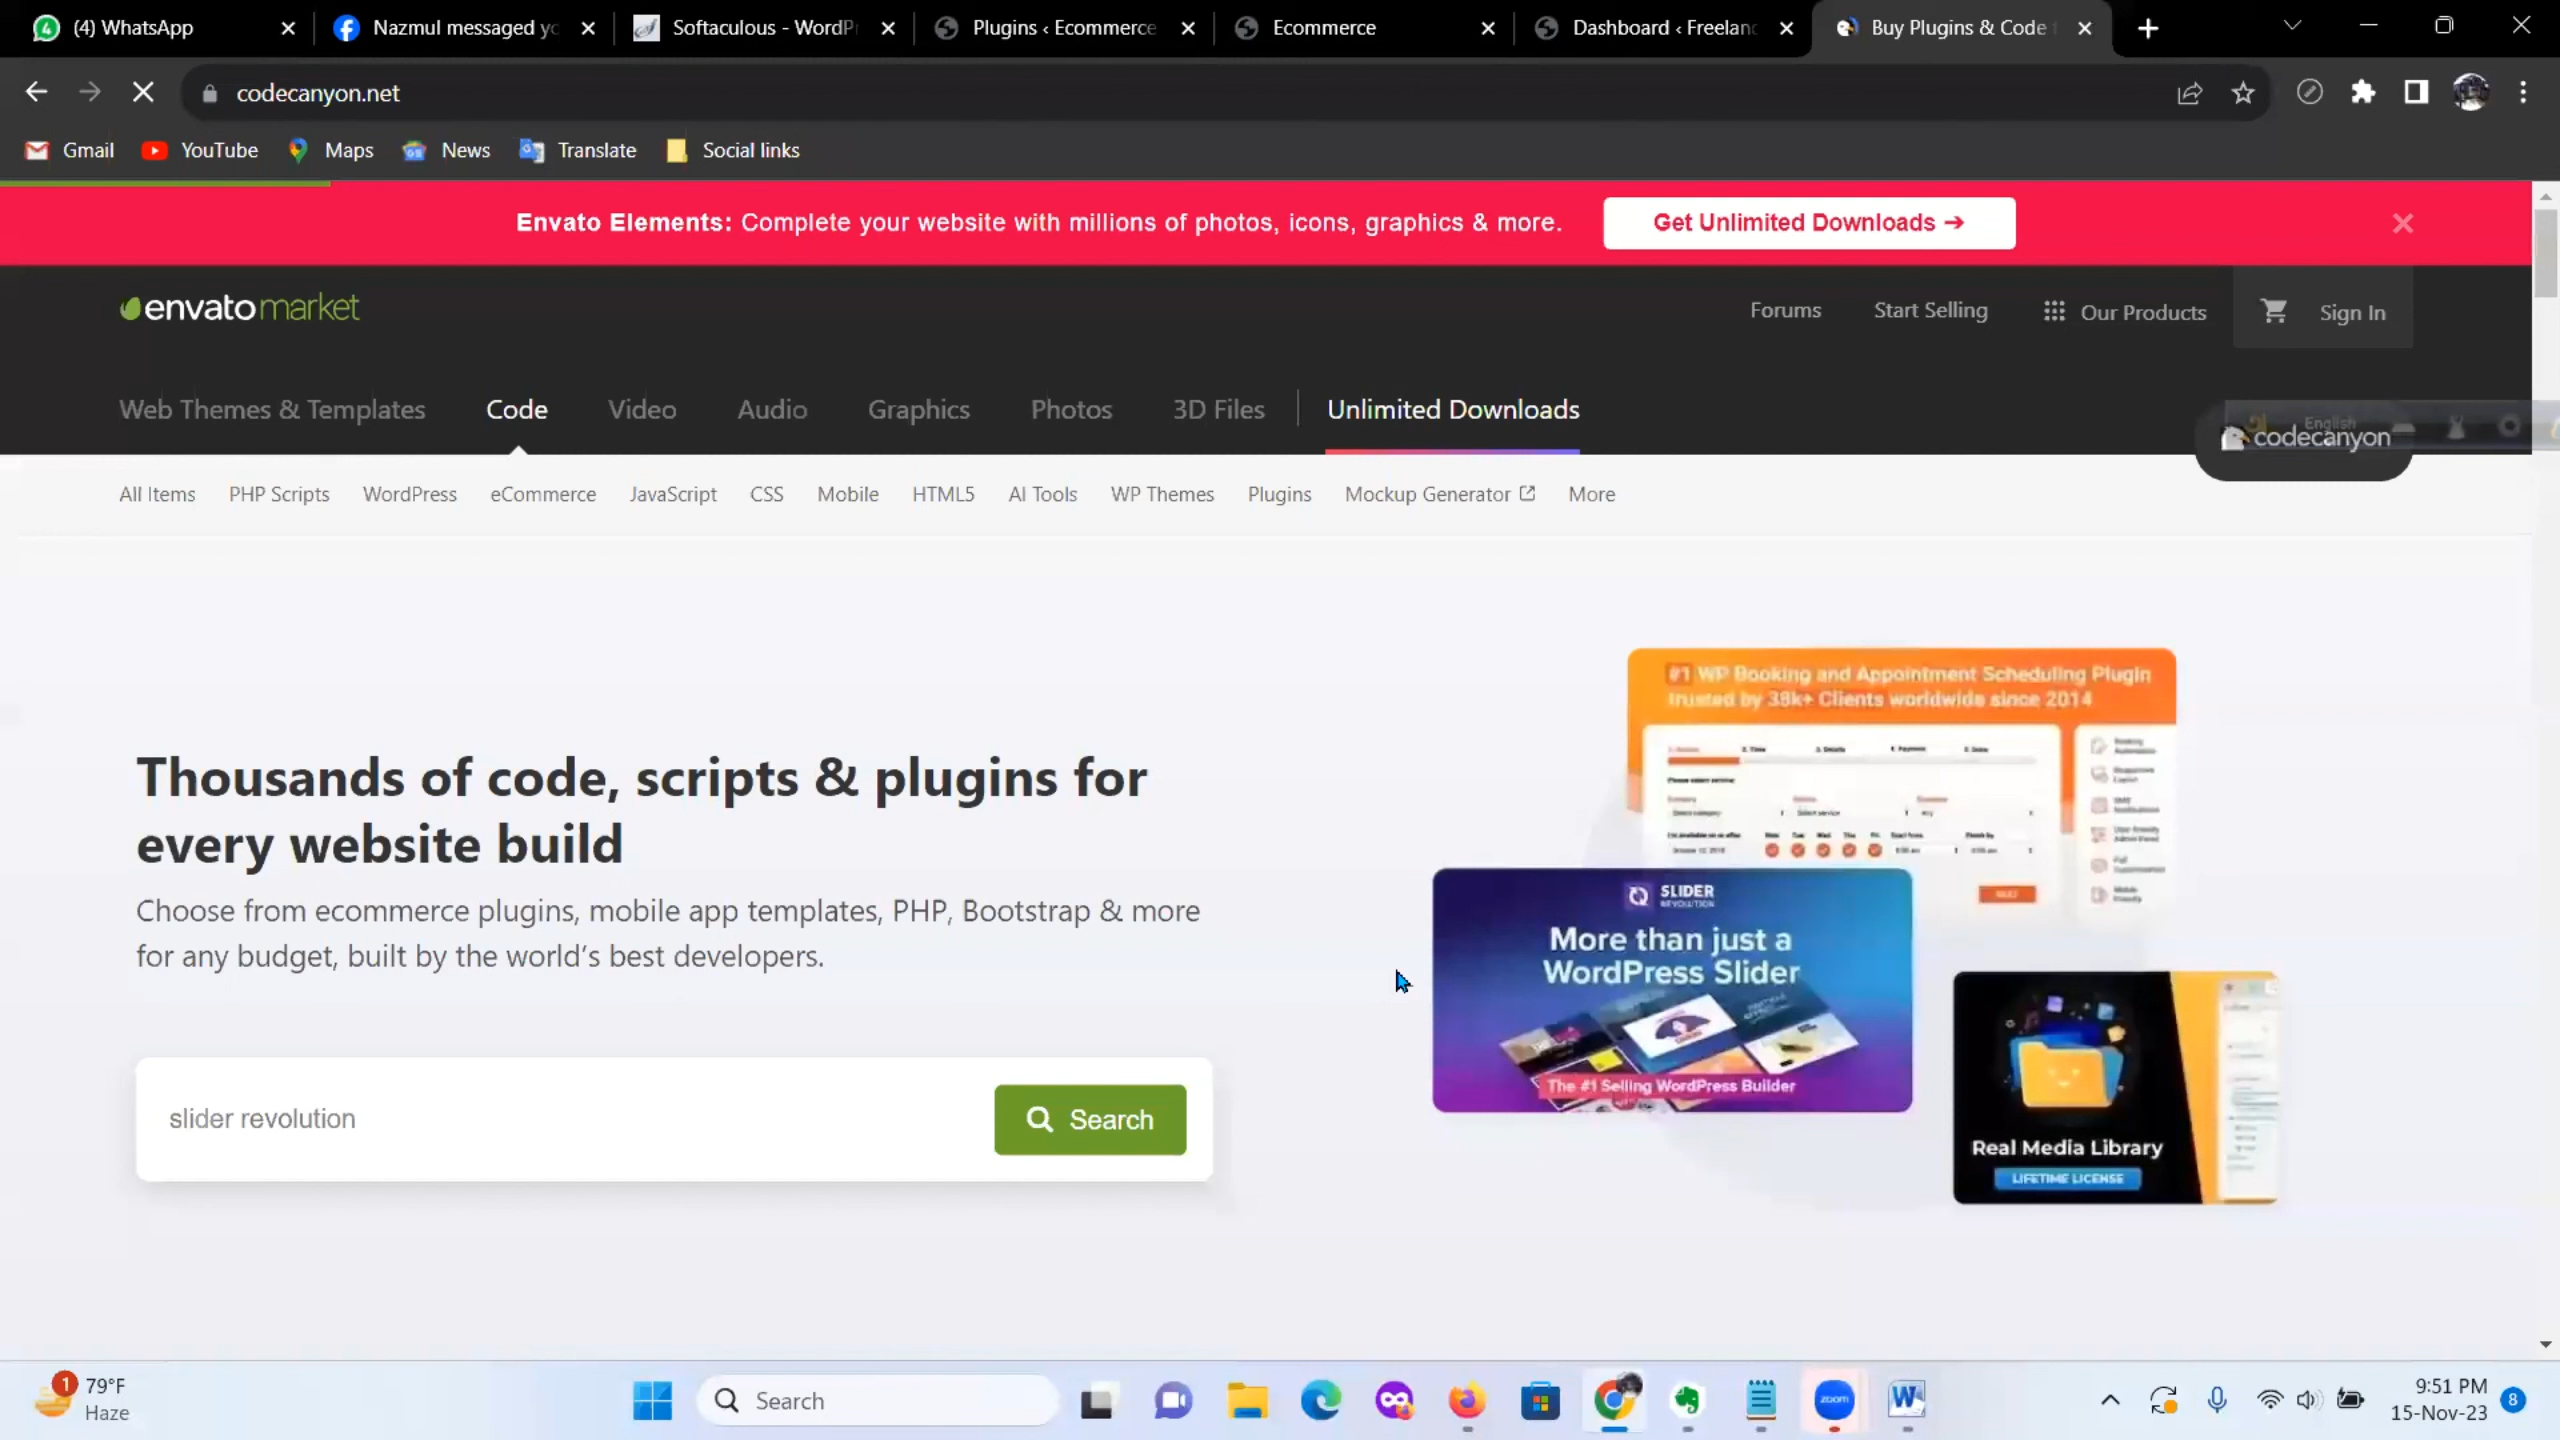 (4) WhatsApp
Nazmul messaged yo
Softaculous - WordP
Plugins ‹ Ecommerce
Ecommerce
Dashboard ‹ Freelanc
Buy Plugins & Code f
codecanyon.net
Gmail
YouTube
Maps
News
Translate
Social links
Envato Elements: Complete your website with millions of photos, icons, graphics & more.
Get Unlimited Downloads →
envato market
Forums
Start Selling
Our Products
Sign In
Web Themes & Templates
Code
Video
Audio
Graphics
Photos
3D Files
Unlimited Downloads
English
codecanyon
All Items
PHP Scripts
WordPress
eCommerce
JavaScript
CSS
Mobile
HTML5
AI Tools
WP Themes
Plugins
Mockup Generator
More
#1 WP Booking and Appointment Scheduling Plugin
trusted by 38k+ Clients worldwide since 2014
Thousands of code, scripts & plugins for
every website build
Choose from ecommerce plugins, mobile app templates, PHP, Bootstrap & more
for any budget, built by the world's best developers.
slider revolution
Search
SLIDER
REVOLUTION
More than just a
WordPress Slider
The #1 Selling WordPress Builder
Real Media Library
LIFETIME LICENSE
1
79°F
Haze
Search
zoom
9:51 PM
15-Nov-23
8